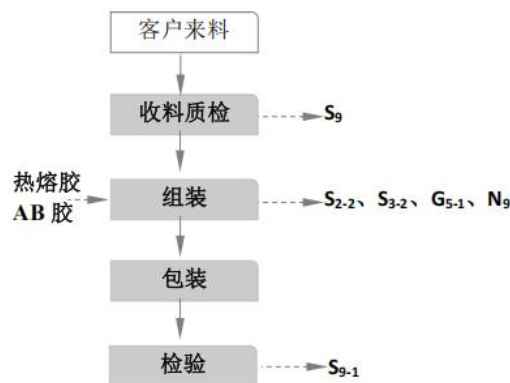 客户来料
收料质检
S₉
热熔胶
AB 胶
组装
S₂₋₂、S₃₋₂、G₅₋₁、N₉
包装
检验
S₉₋₁